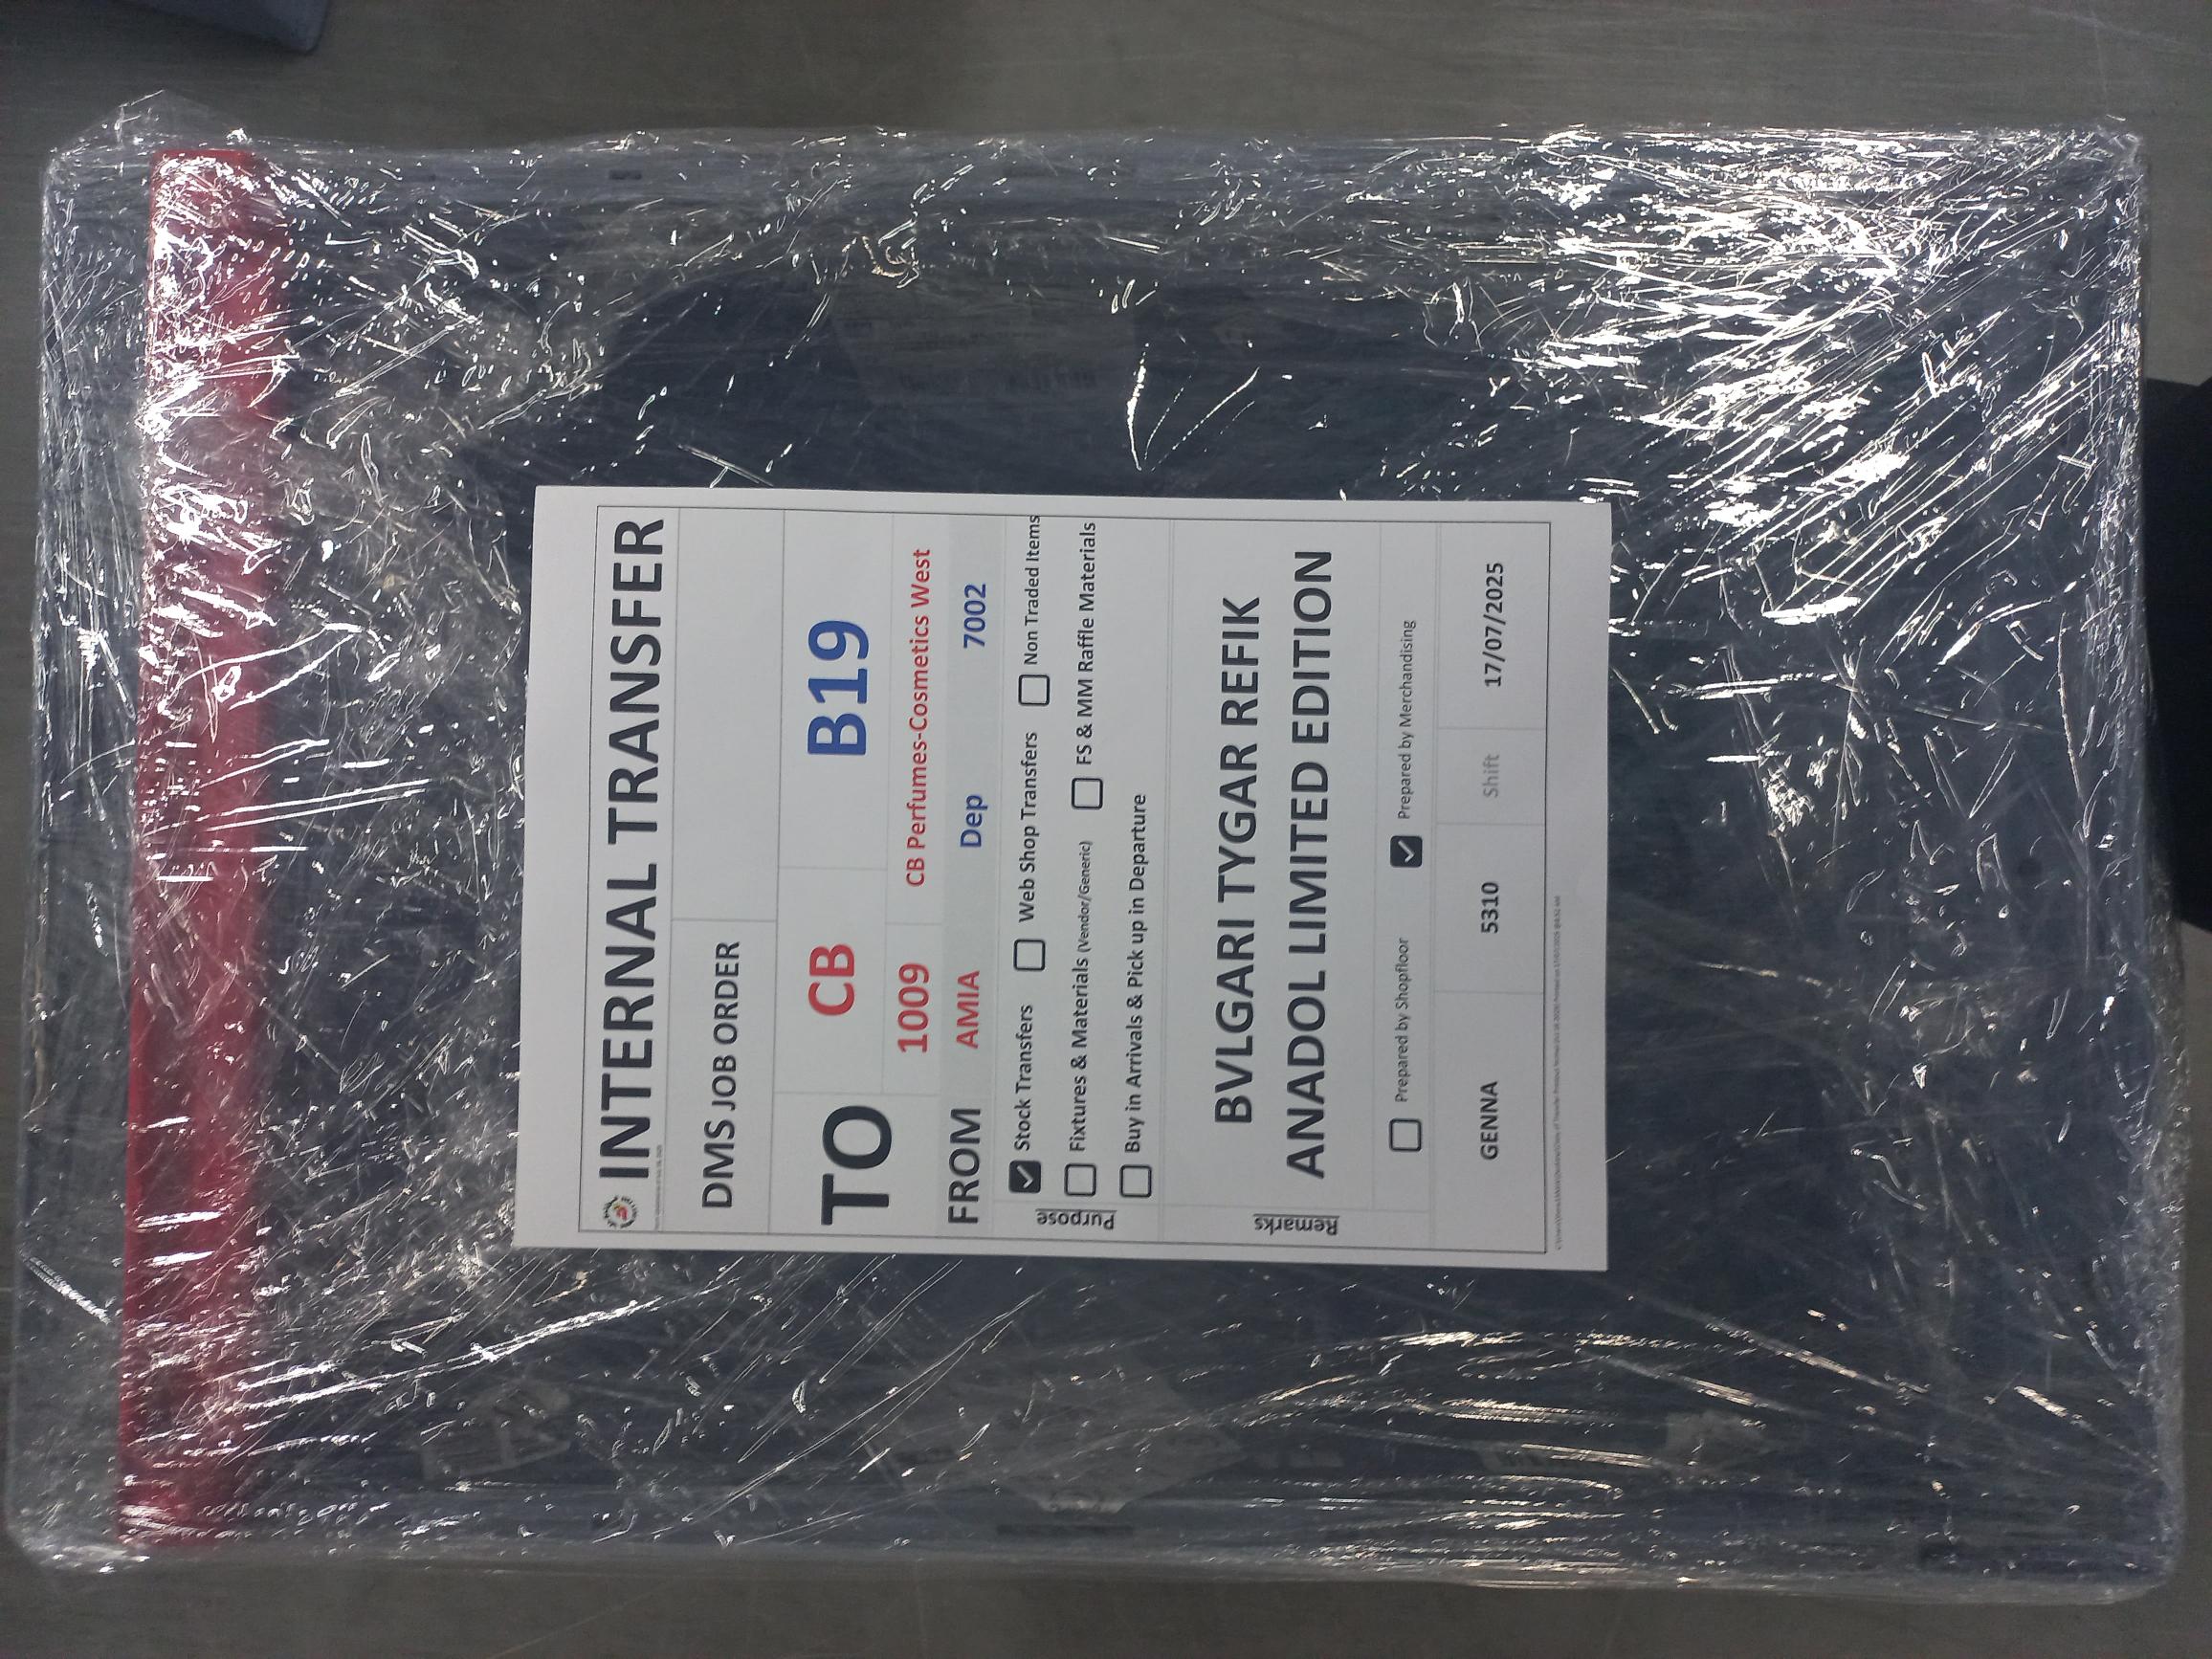 INTERNAL TRANSFER
DMS JOB ORDER
TO CB B19
1009 CB Perfumes-Cosmetics West
FROM AMIA Dep 7002
Purpose
Stock Transfers Web Shop Transfers Non Traded Items
Fixtures & Materials (Vendor/Generic) FS & MM Raffle Materials
Buy in Arrivals & Pick up in Departure
Remarks
BVLGARI TYGAR REFIK
ANADOL LIMITED EDITION
Prepared by Shopfloor Prepared by Merchandising
GENNA 5310 Shift 17/07/2025